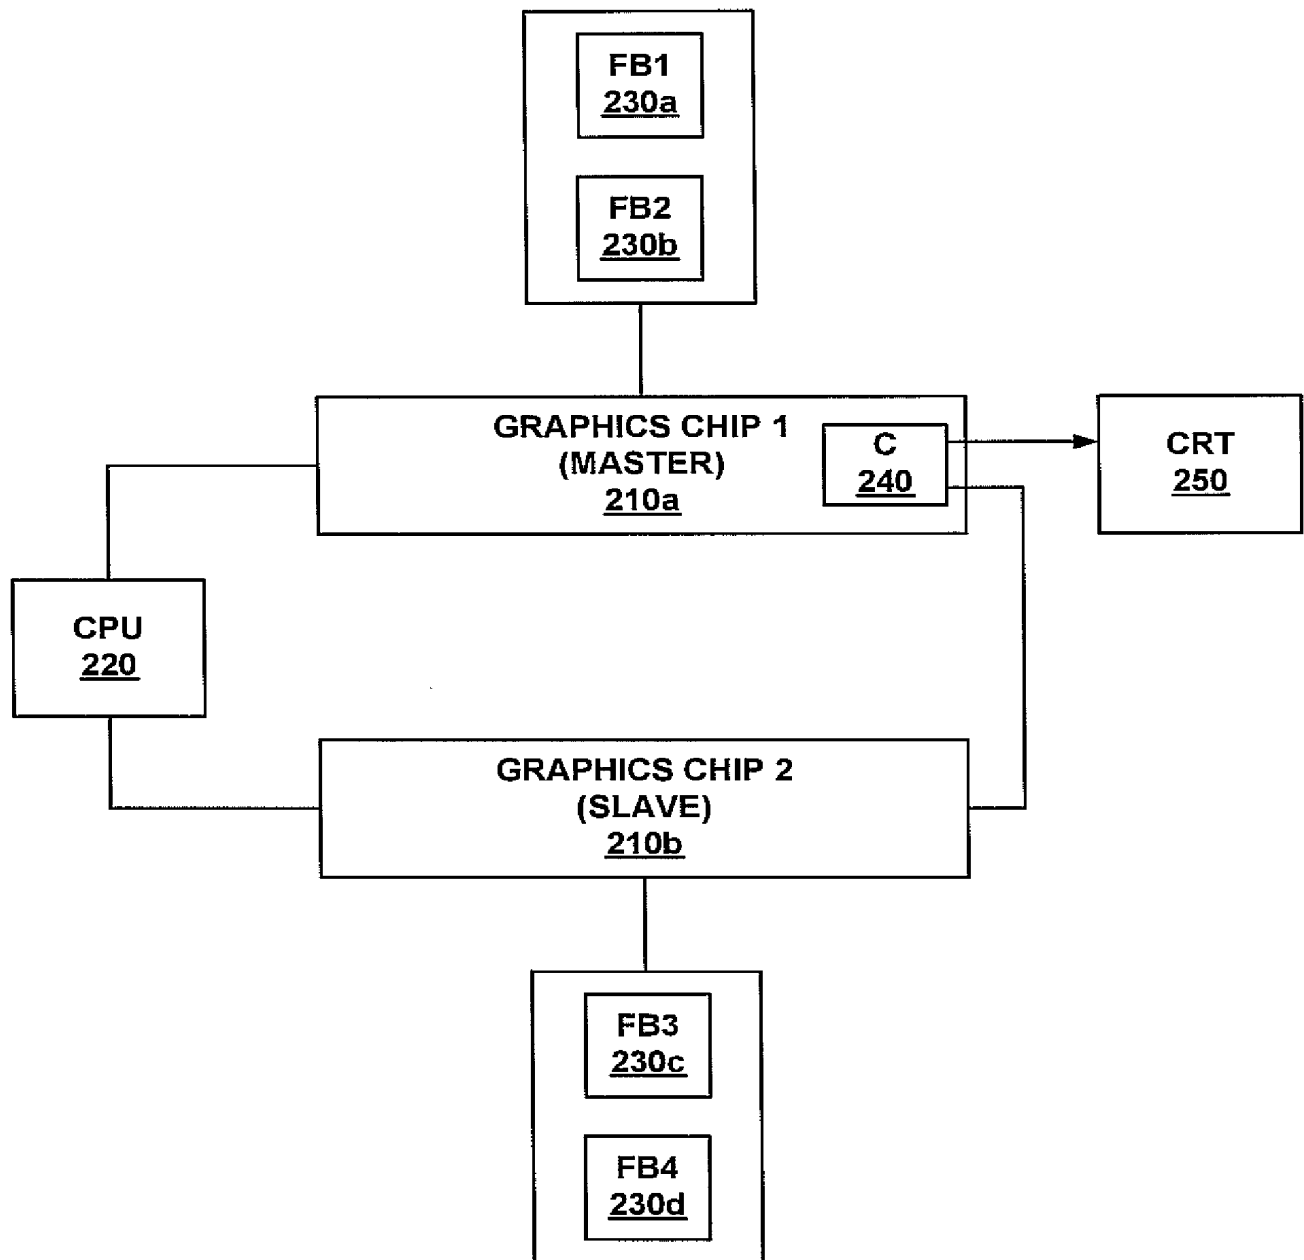 FB1
230a
FB2
230b
GRAPHICS CHIP 1
(MASTER)
210a
C
240
CRT
250
CPU
220
GRAPHICS CHIP 2
(SLAVE)
210b
FB3
230c
FB4
230d